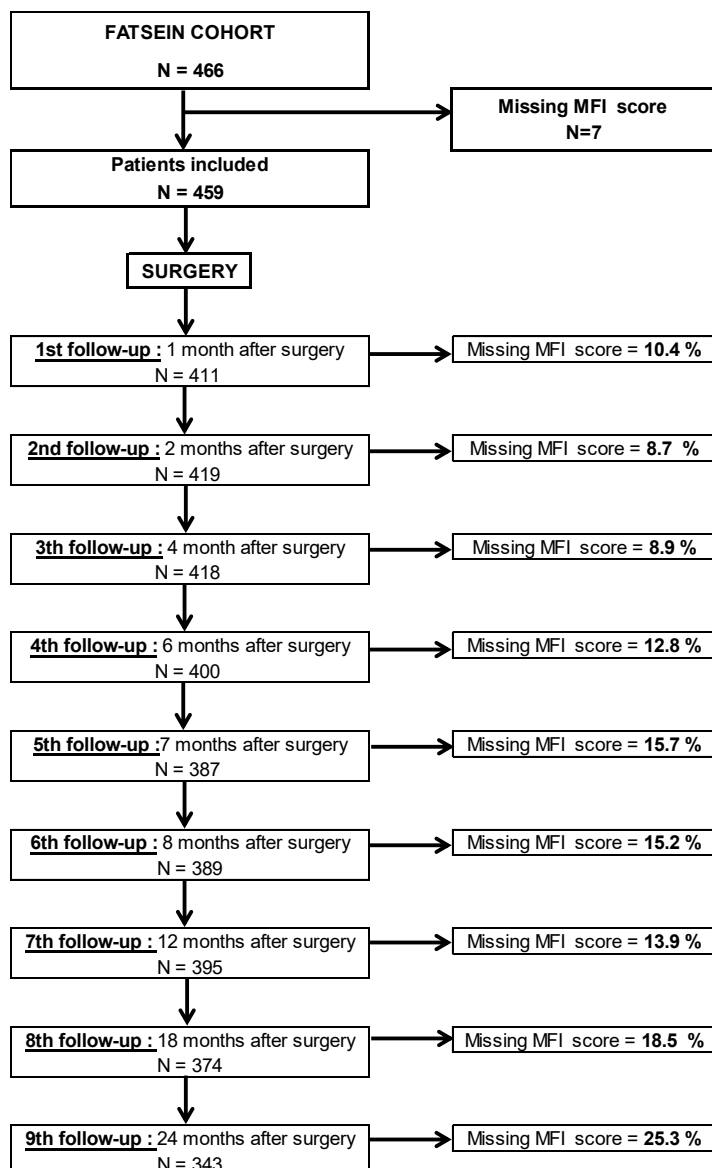 FATSEIN COHORT
N = 466
Missing MFI score
N=7
Patients included
N = 459
SURGERY
1st follow-up : 1 month after surgery
N = 411
Missing MFI score = 10.4 %
2nd follow-up : 2 months after surgery
N = 419
Missing MFI score = 8.7 %
3th follow-up : 4 month after surgery
N = 418
Missing MFI score = 8.9 %
4th follow-up : 6 months after surgery
N = 400
Missing MFI score = 12.8 %
5th follow-up :7 months after surgery
N = 387
Missing MFI score = 15.7 %
6th follow-up : 8 months after surgery
N = 389
Missing MFI score = 15.2 %
7th follow-up : 12 months after surgery
N = 395
Missing MFI score = 13.9 %
8th follow-up : 18 months after surgery
N = 374
Missing MFI score = 18.5 %
9th follow-up : 24 months after surgery
N = 343
Missing MFI score = 25.3 %